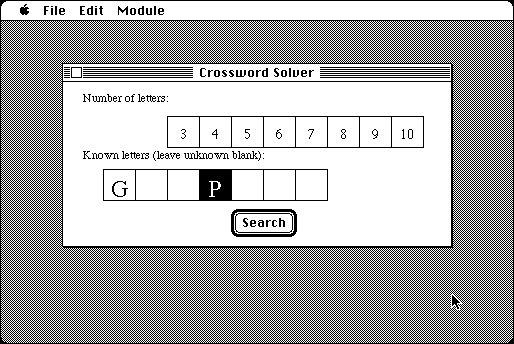 File Edit Module
Crossword Solver
Number of letters:
3 4 5 6 7 8 9 10
Known letters (leave unknown blank):
G P
Search